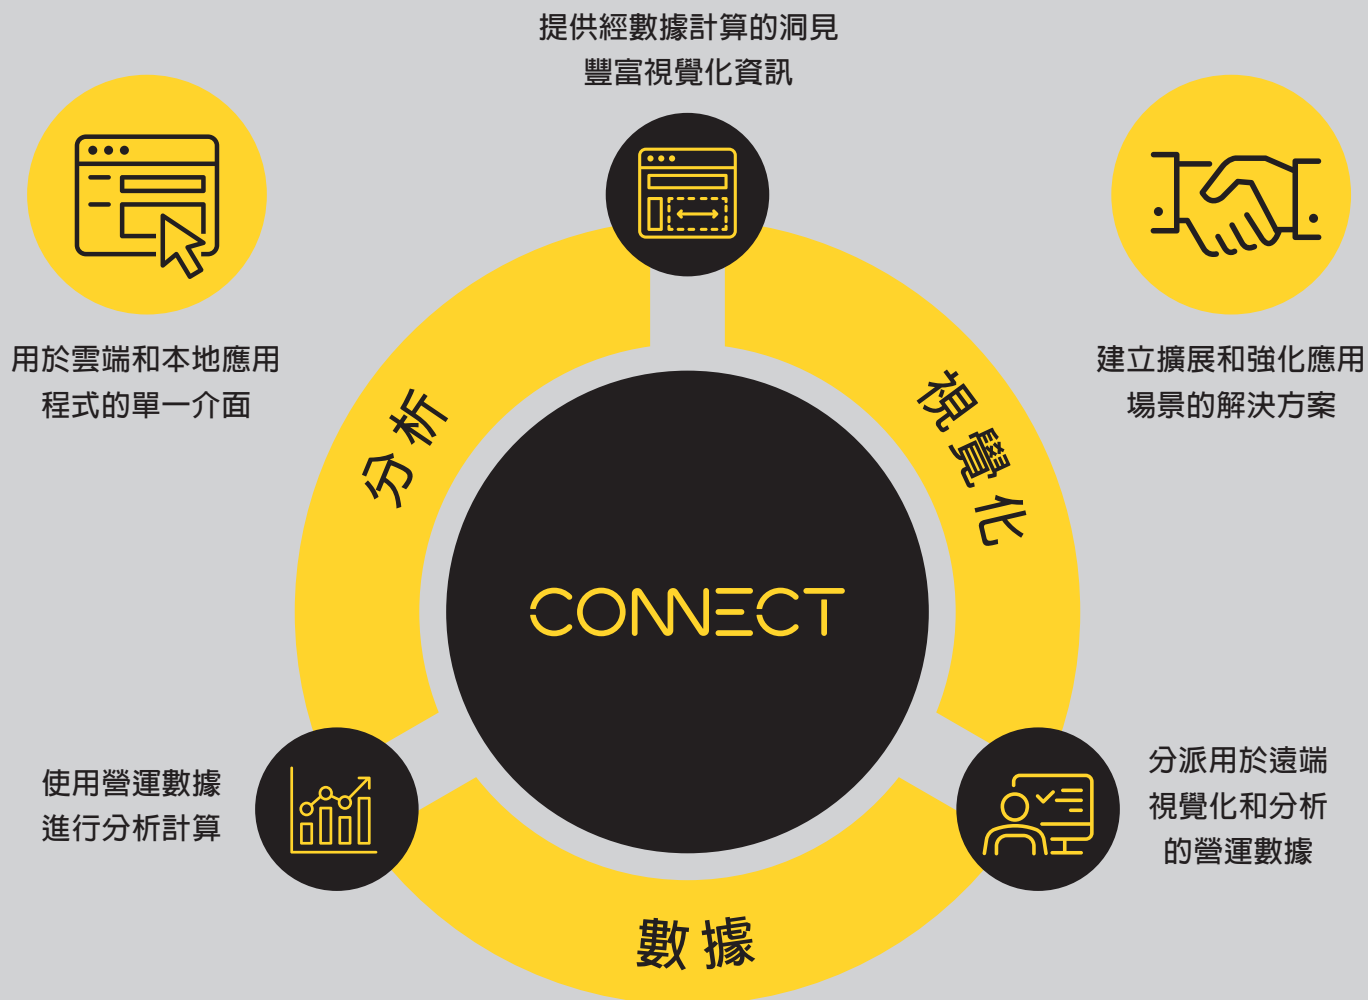 提供經數據計算的洞見
豐富視覺化資訊
用於雲端和本地應用
程式的單一介面
建立擴展和強化應用
場景的解決方案
分析
視覺化
CONNECT
使用營運數據
進行分析計算
分派用於遠端
視覺化和分析
的營運數據
數據